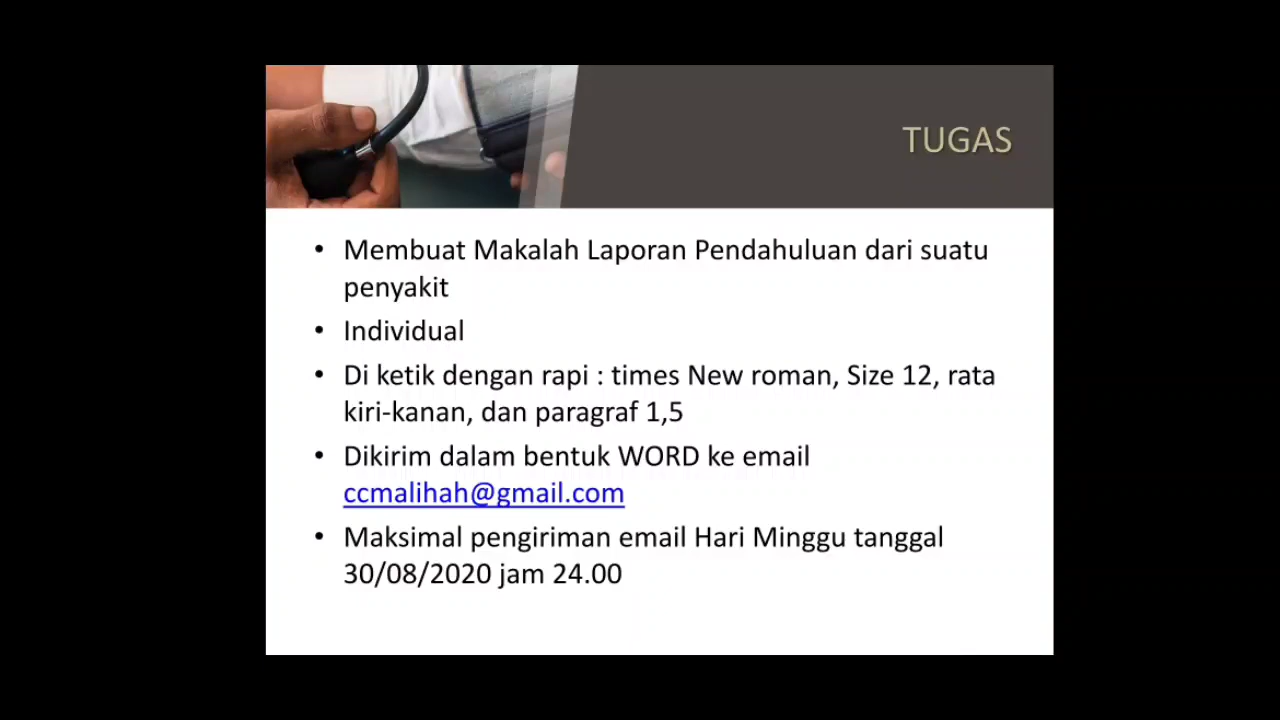 TUGAS
• Membuat Makalah Laporan Pendahuluan dari suatu
penyakit
• Individual
• Di ketik dengan rapi : times New roman, Size 12, rata
kiri-kanan, dan paragraf 1,5
• Dikirim dalam bentuk WORD ke email
ccmalihah@gmail.com
• Maksimal pengiriman email Hari Minggu tanggal
30/08/2020 jam 24.00